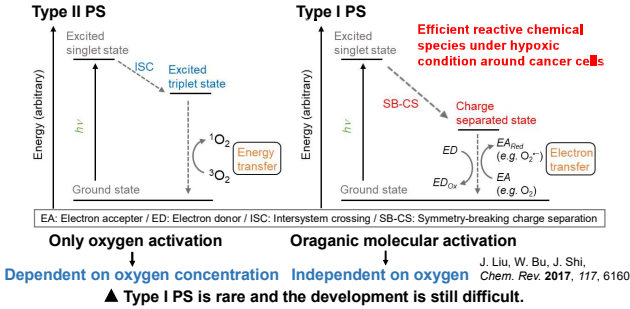 Type II PS
Excited
singlet state
ISC
Excited
triplet state
Energy (arbitrary)
hν
¹O₂
³O₂
Energy
transfer
Ground state
Type I PS
Efficient reactive chemical
species under hypoxic
condition around cancer cells
Excited
singlet state
SB-CS
Charge
separated state
Energy (arbitrary)
hν
ED
ED_Ox
EA_Red
(e.g. O₂•−)
EA
(e.g. O₂)
Electron
transfer
Ground state
EA: Electron accepter / ED: Electron donor / ISC: Intersystem crossing / SB-CS: Symmetry-breaking charge separation
Only oxygen activation
Dependent on oxygen concentration
Oraganic molecular activation
Independent on oxygen
J. Liu, W. Bu, J. Shi,
Chem. Rev. 2017, 117, 6160
▲ Type I PS is rare and the development is still difficult.